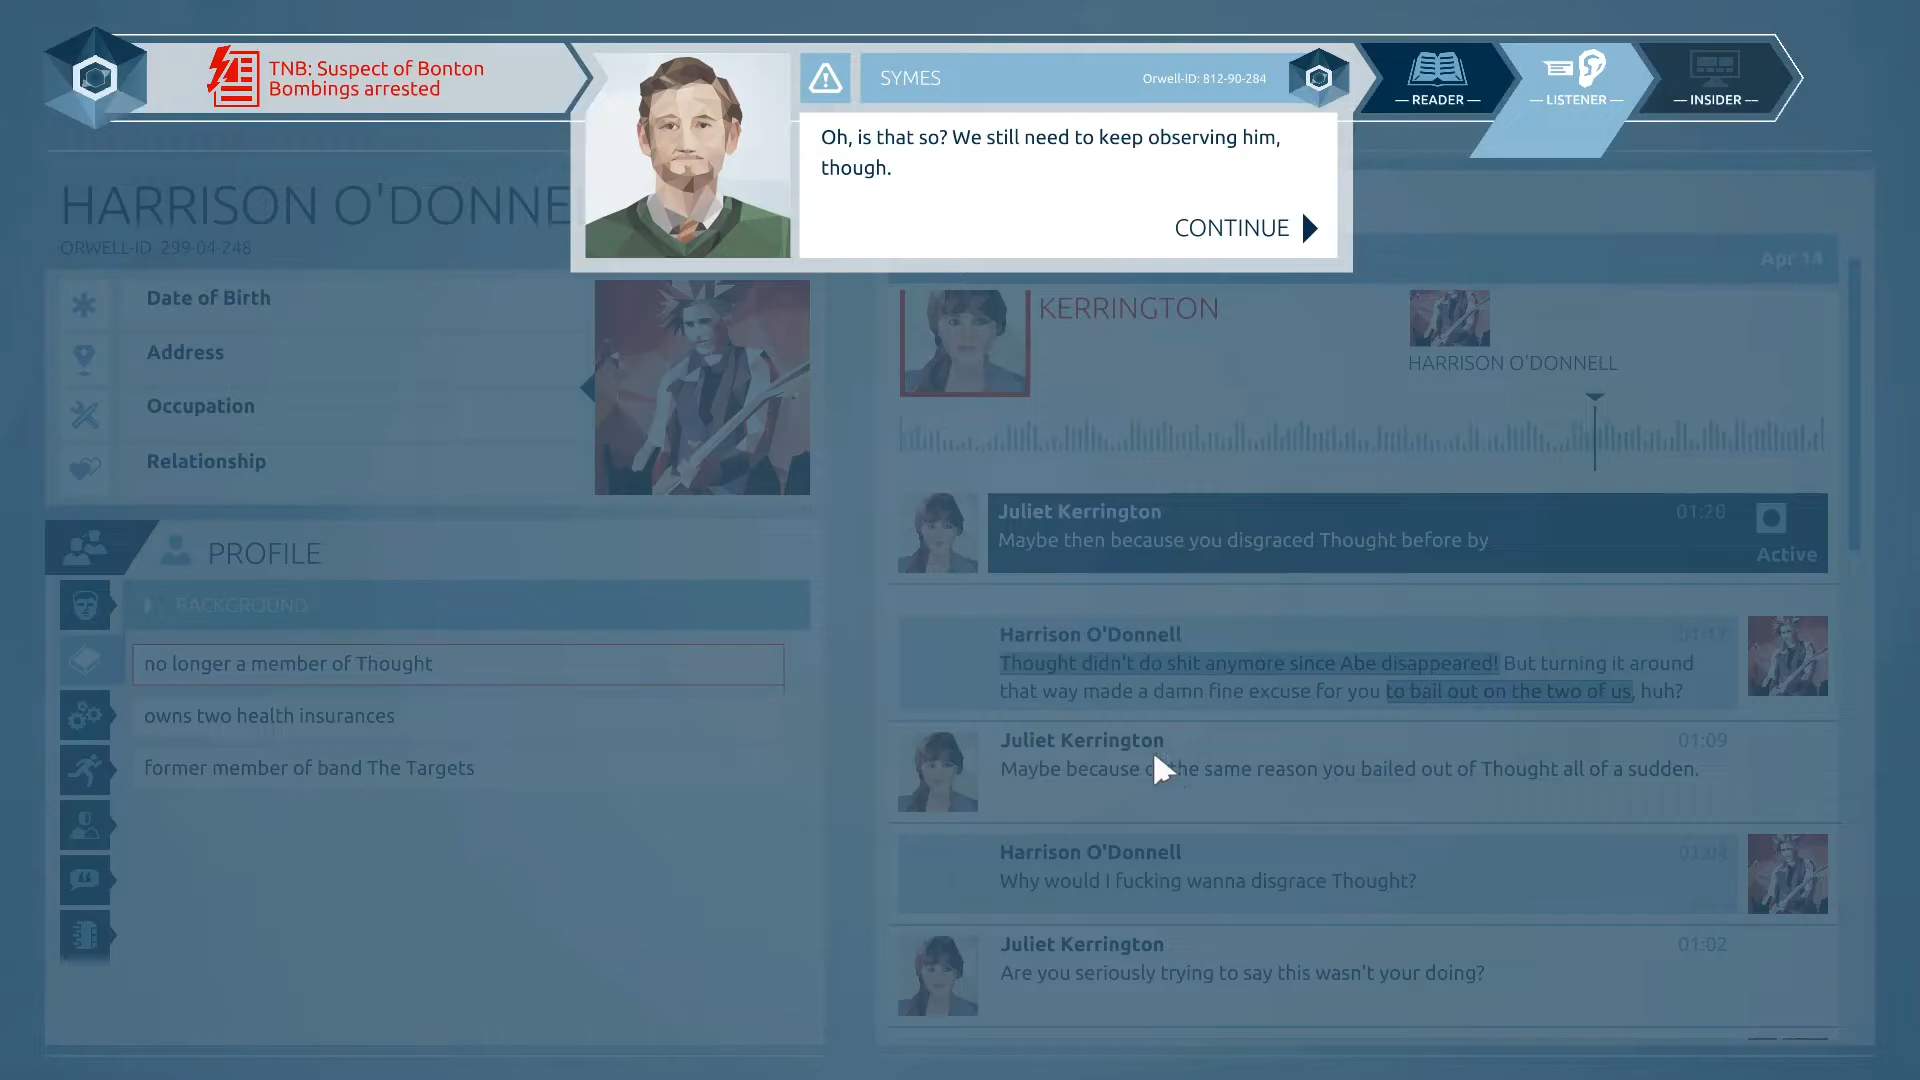 TNB: Suspect of Bonton
Bombings arrested
SYMES
Orwell-ID: 812-90-284
Oh, is that so? We still need to keep observing him,
though.
CONTINUE
READER
LISTENER
INSIDER
HARRISON O'DONNE
ORWELL-ID 299-04-248
Date of Birth
Address
Occupation
Relationship
PROFILE
BACKGROUND
no longer a member of Thought
owns two health insurances
former member of band The Targets
Apr 14
KERRINGTON
HARRISON O'DONNELL
Juliet Kerrington
01:20
Maybe then because you disgraced Thought before by
Active
Harrison O'Donnell
01:17
Thought didn't do shit anymore since Abe disappeared! But turning it around
that way made a damn fine excuse for you to bail out on the two of us, huh?
Juliet Kerrington
01:09
Maybe because the same reason you bailed out of Thought all of a sudden.
Harrison O'Donnell
01:04
Why would I fucking wanna disgrace Thought?
Juliet Kerrington
01:02
Are you seriously trying to say this wasn't your doing?